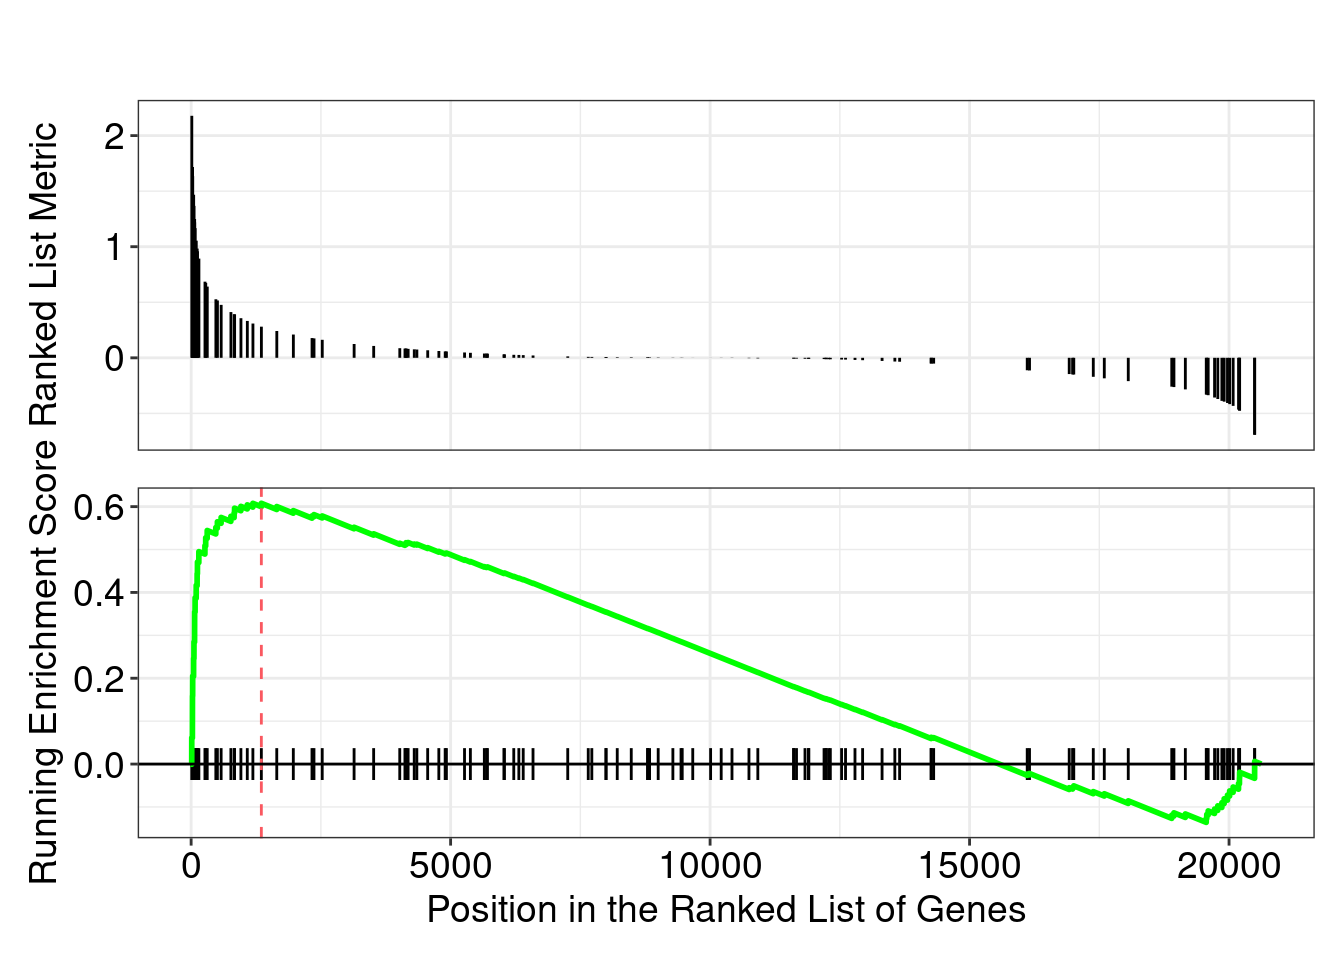 Ranked List Metric
2
1
0
Running Enrichment Score
0.6
0.4
0.2
0.0
0 5000 10000 15000 20000
Position in the Ranked List of Genes